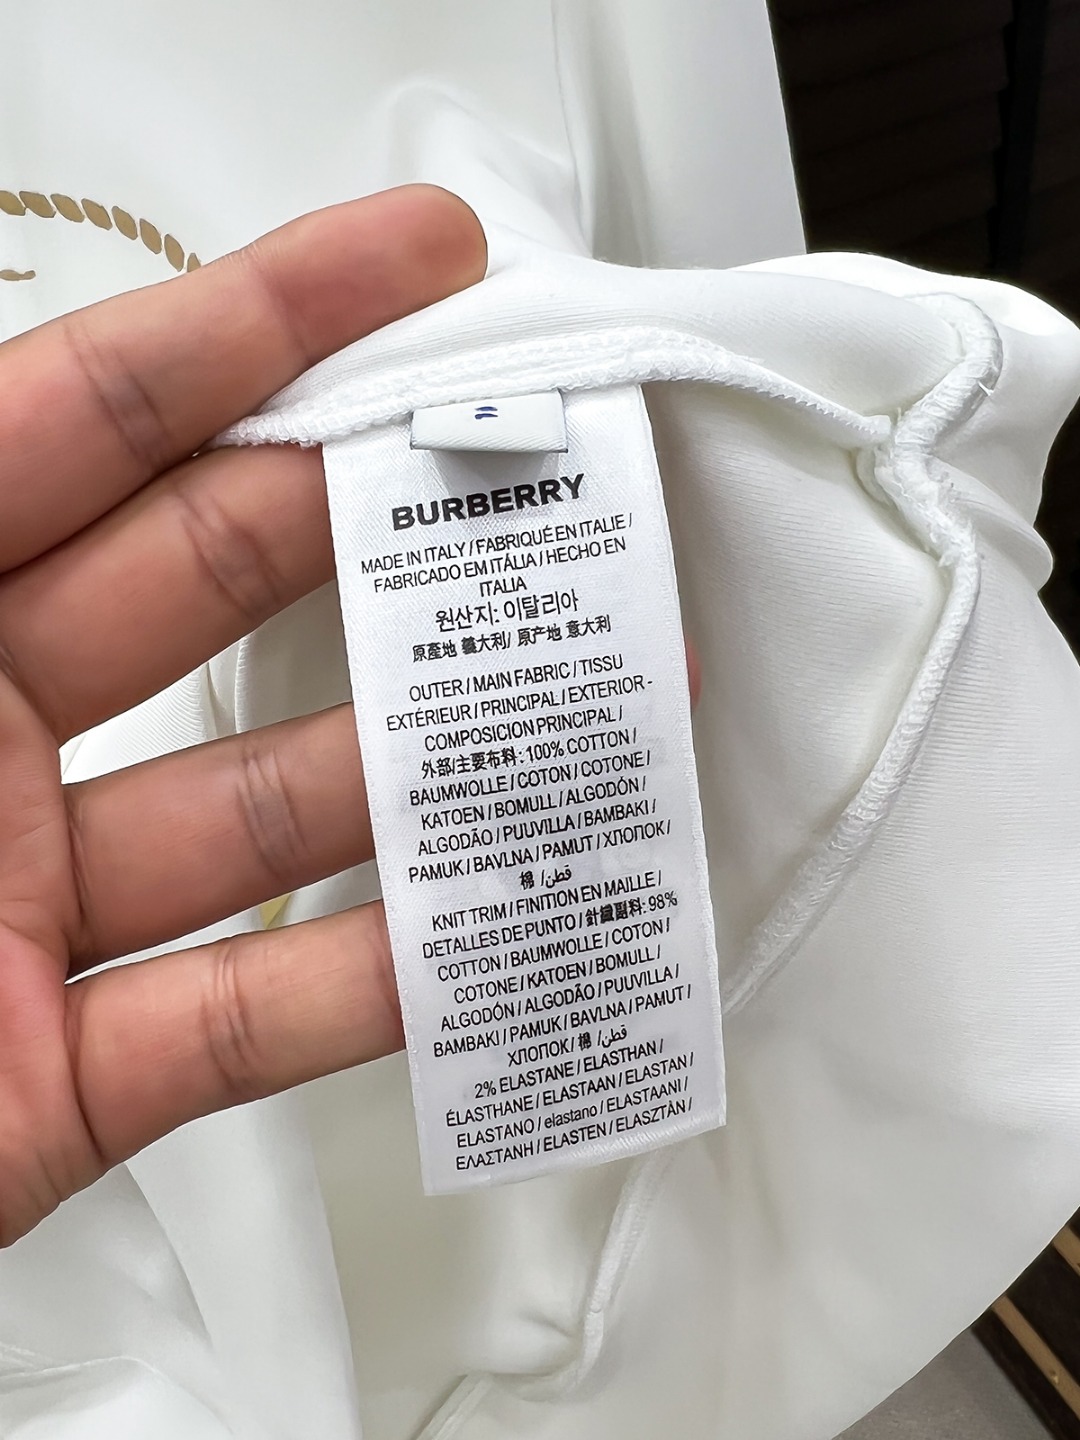 BURBERRY
MADE IN ITALY / FABRIQUÉ EN ITALIE /
FABRICADO EM ITÁLIA / HECHO EN
ITALIA
원산지: 이탈리아
原產地 義大利/ 原产地 意大利
OUTER / MAIN FABRIC / TISSU
EXTÉRIEUR / PRINCIPAL / EXTERIOR -
COMPOSICION PRINCIPAL /
外部/主要布料: 100% COTTON /
BAUMWOLLE / COTON / COTONE /
KATOEN / BOMULL / ALGODÓN /
ALGODÃO / PUUVILLA / BAMBAKI /
PAMUK / BAVLNA / PAMUT / ХЛОПОК /
棉 /قطن
KNIT TRIM / FINITION EN MAILLE /
DETALLES DE PUNTO / 針織副料: 98%
COTTON / BAUMWOLLE / COTON /
COTONE / KATOEN / BOMULL /
ALGODÓN / ALGODÃO / PUUVILLA /
BAMBAKI / PAMUK / BAVLNA / PAMUT /
ХЛОПОК / 棉 /قطن
2% ELASTANE / ELASTHAN /
ÉLASTHANE / ELASTAAN / ELASTAN /
ELASTANO / elastano / ELASTAANI /
ΕΛΑΣΤΑΝΗ / ELASTEN / ELASZTÁN /